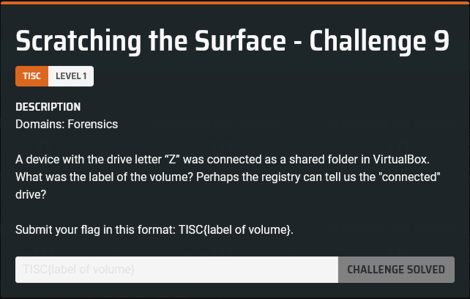 Scratching the Surface - Challenge 9
TISC LEVEL 1
DESCRIPTION
Domains: Forensics
A device with the drive letter “Z” was connected as a shared folder in VirtualBox.
What was the label of the volume? Perhaps the registry can tell us the "connected"
drive?
Submit your flag in this format: TISC{label of volume}.
TISC{label of volume} CHALLENGE SOLVED